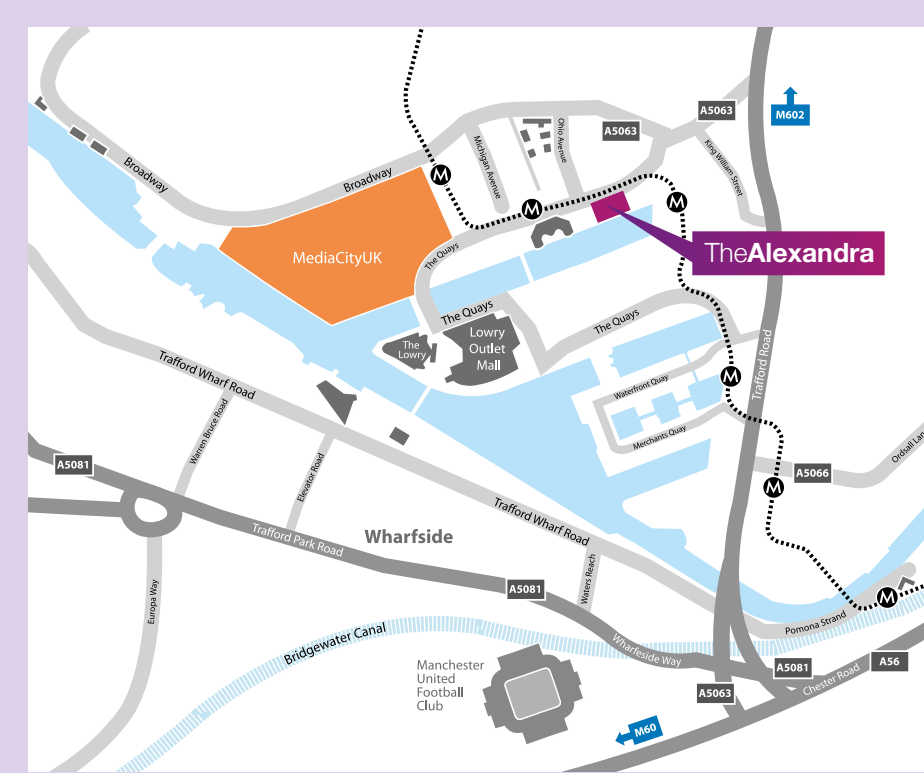 M602
A5063
A5063
Broadway
Broadway
Michigan Avenue
Ohio Avenue
King William Street
M
M
M
TheAlexandra
MediaCityUK
The Quays
The Quays
The Quays
The
Lowry
Lowry
Outlet
Mall
Trafford Road
Waterfront Quay
Merchants Quay
M
Trafford Wharf Road
Warren Bruce Road
Elevator Road
A5081
A5066
Ordsall Lan
M
Trafford Park Road
Wharfside
Trafford Wharf Road
Europa Way
A5081
Waters Reach
M
Pomona Strand
Bridgewater Canal
Wharfeside Way
Manchester
United
Football
Club
A5081
A56
A5063
Chester Road
M60